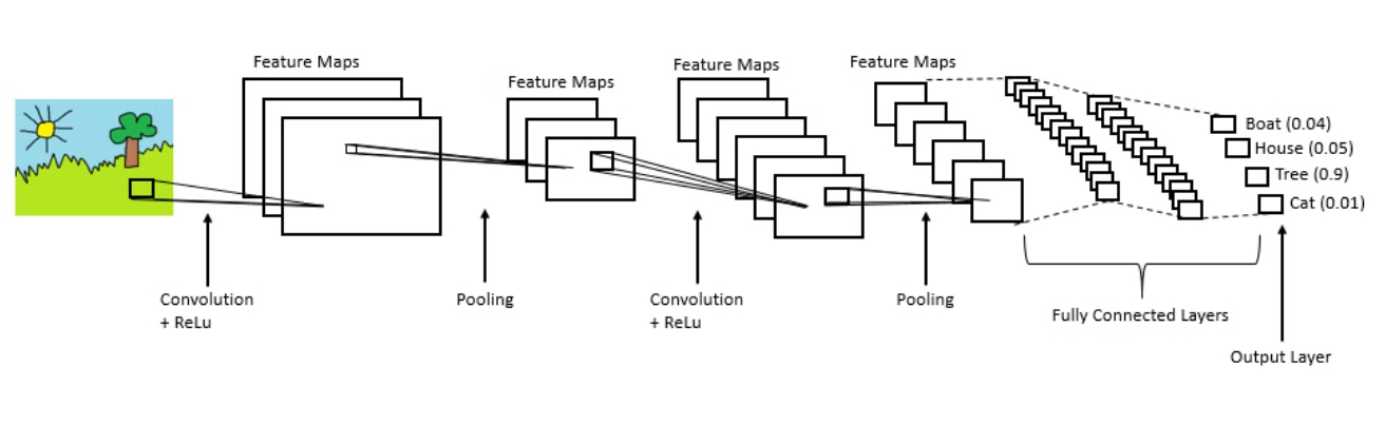 Feature Maps
Feature Maps
Feature Maps
Feature Maps
Boat (0.04)
House (0.05)
Tree (0.9)
Cat (0.01)
Convolution
+ ReLu
Pooling
Convolution
+ ReLu
Pooling
Fully Connected Layers
Output Layer